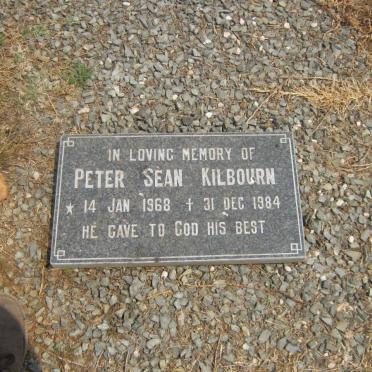 IN LOVING MEMORY OF
PETER SEAN KILBOURN
* 14 JAN 1968 † 31 DEC 1984
HE GAVE TO GOD HIS BEST